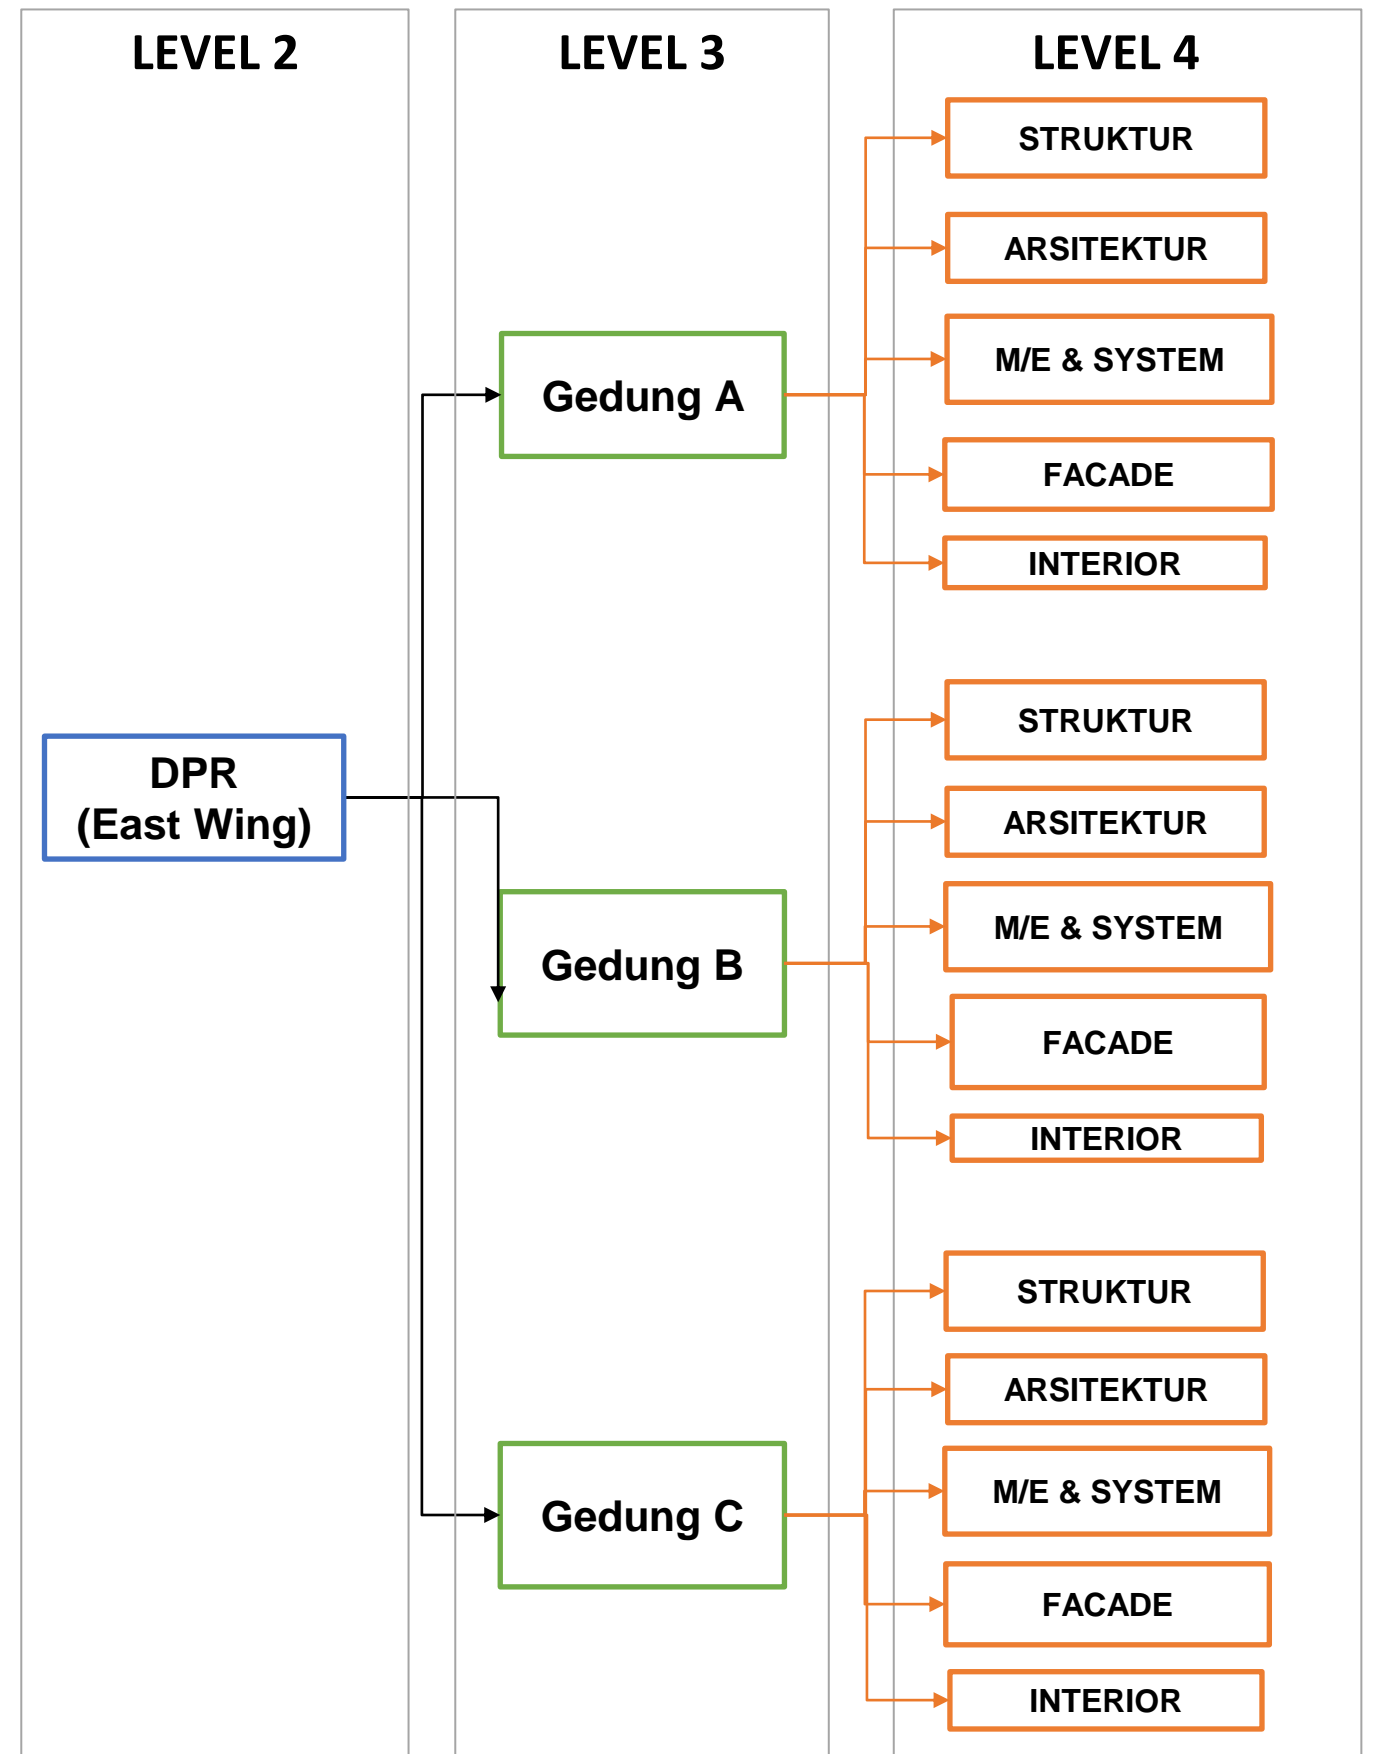 LEVEL 2
LEVEL 3
LEVEL 4
DPR
(East Wing)
Gedung A
STRUKTUR
ARSITEKTUR
M/E & SYSTEM
FACADE
INTERIOR
Gedung B
STRUKTUR
ARSITEKTUR
M/E & SYSTEM
FACADE
INTERIOR
Gedung C
STRUKTUR
ARSITEKTUR
M/E & SYSTEM
FACADE
INTERIOR